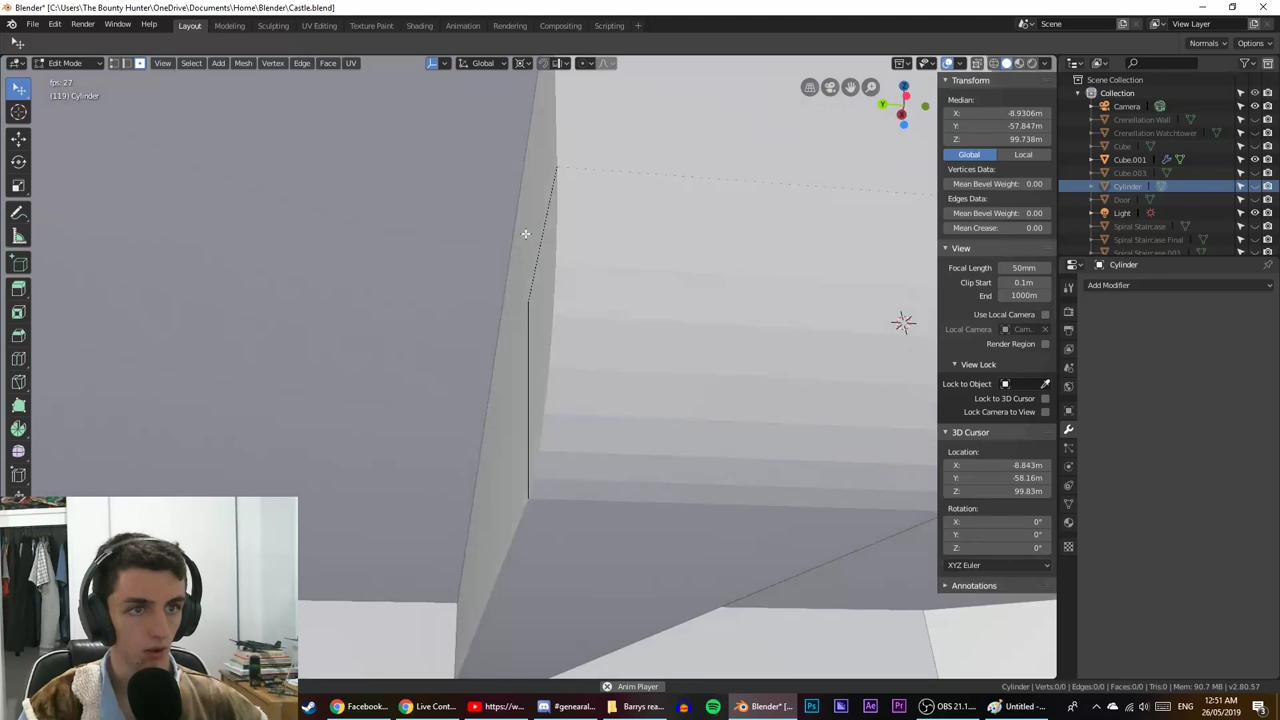 Blender* [C:\Users\The Bounty Hunter\OneDrive\Documents\Home\Blender\Castle.blend]
File Edit Render Window Help Layout Modeling Sculpting UV Editing Texture Paint Shading Animation Rendering Compositing Scripting Scene View Layer
Normals Options
Edit Mode View Select Add Mesh Vertex Edge Face UV Global
fps: 27
(119) Cylinder
Y
Z
X
Transform
Median:
X: -8.9306m
Y: -57.847m
Z: 99.738m
Global Local
Vertices Data:
Mean Bevel Weight: 0.00
Edges Data:
Mean Bevel Weight: 0.00
Mean Crease: 0.00
View
Focal Length 50mm
Clip Start 0.1m
End 1000m
Use Local Camera
Local Camera Cam..
Render Region
View Lock
Lock to Object
Lock to 3D Cursor
Lock Camera to View
3D Cursor
Location:
X: -8.843m
Y: -58.16m
Z: 99.83m
Rotation:
X 0°
Y 0°
Z 0°
XYZ Euler
Annotations
Scene Collection
Collection
Camera
Crenellation Wall
Crenellation Watchtower
Cube
Cube.001
Cube.003
Cylinder
Door
Light
Spiral Staircase
Spiral Staircase Final
Spiral Staircase.001
Cylinder
Add Modifier
Anim Player
Cylinder | Verts:0/0 | Edges:0/0 | Faces:0/0 | Tris:0 | Mem: 90.7 MB | v2.80.57
Facebook... Live Cont... https://w... #general... Barrys rea... Blender* [... Ps Ae Pr OBS 21.1.... Untitled - ...
12:51 AM
26/05/2019